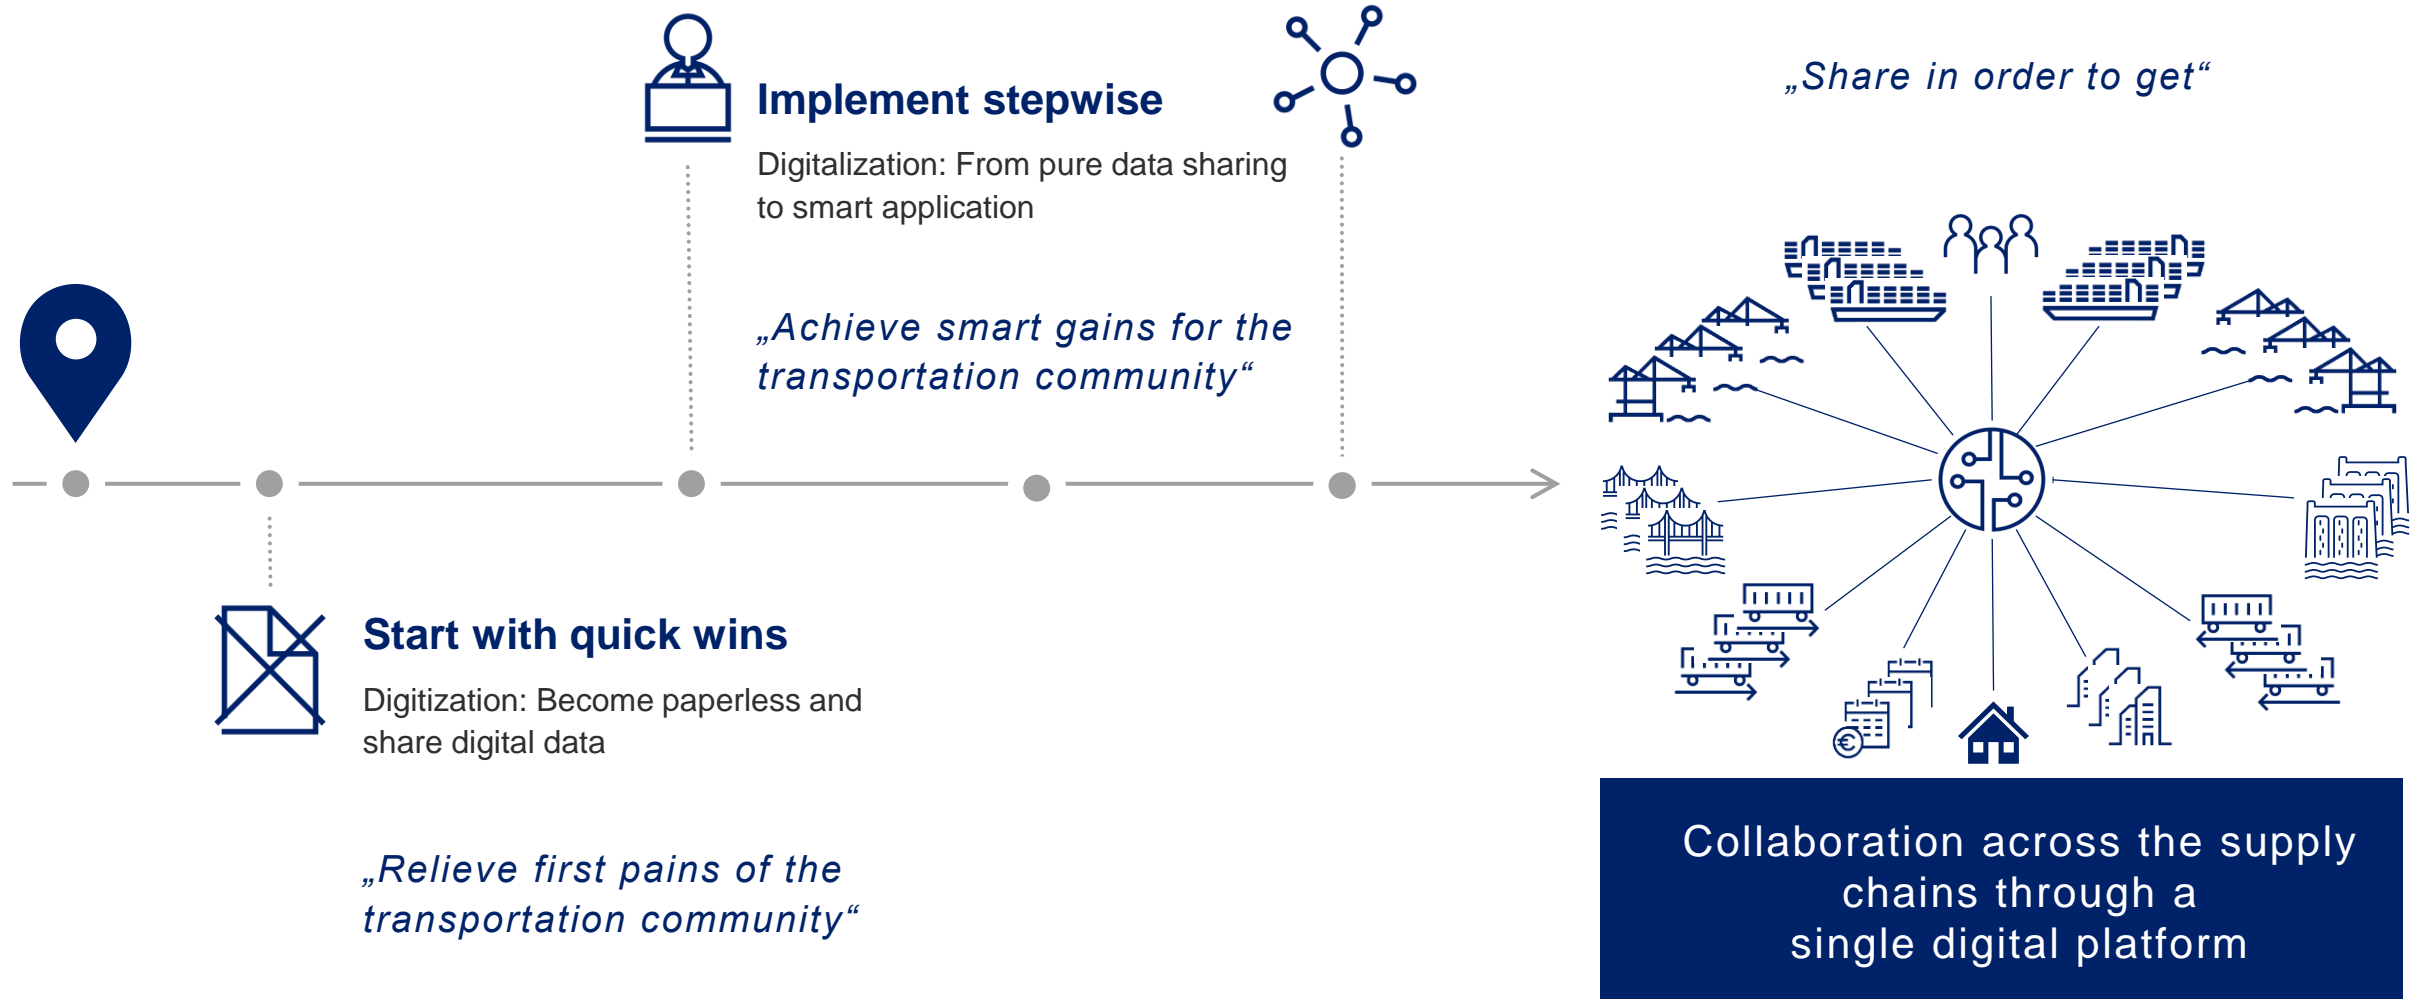 Implement stepwise
Digitalization: From pure data sharing
to smart application
„Achieve smart gains for the
transportation community“
Start with quick wins
Digitization: Become paperless and
share digital data
„Relieve first pains of the
transportation community“
„Share in order to get“
€
Collaboration across the supply
chains through a
single digital platform